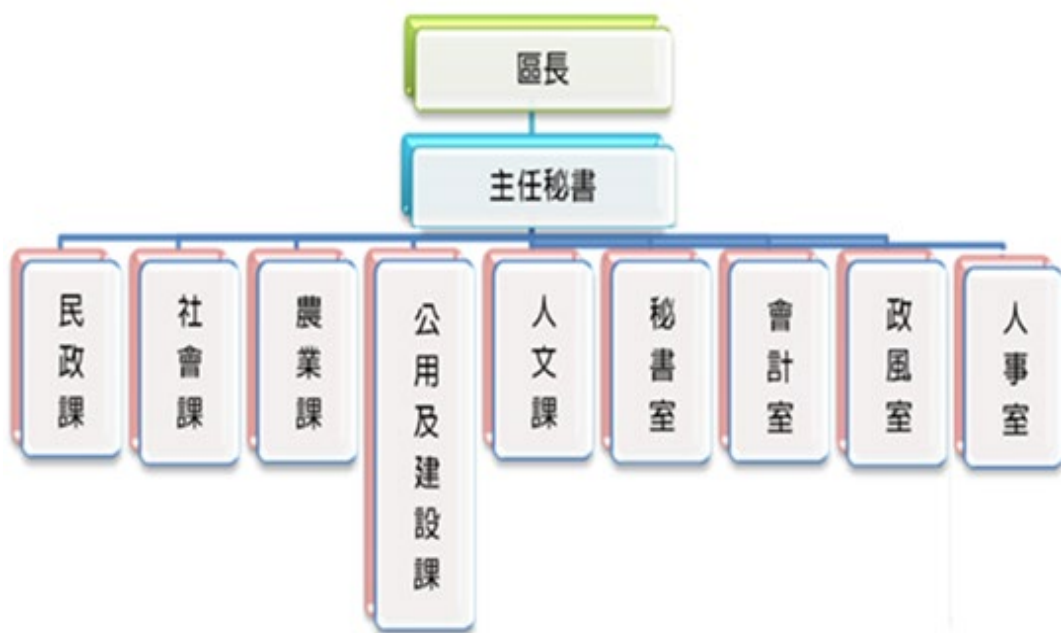 區長
主任秘書
民政課
社會課
農業課
公用及建設課
人文課
秘書室
會計室
政風室
人事室